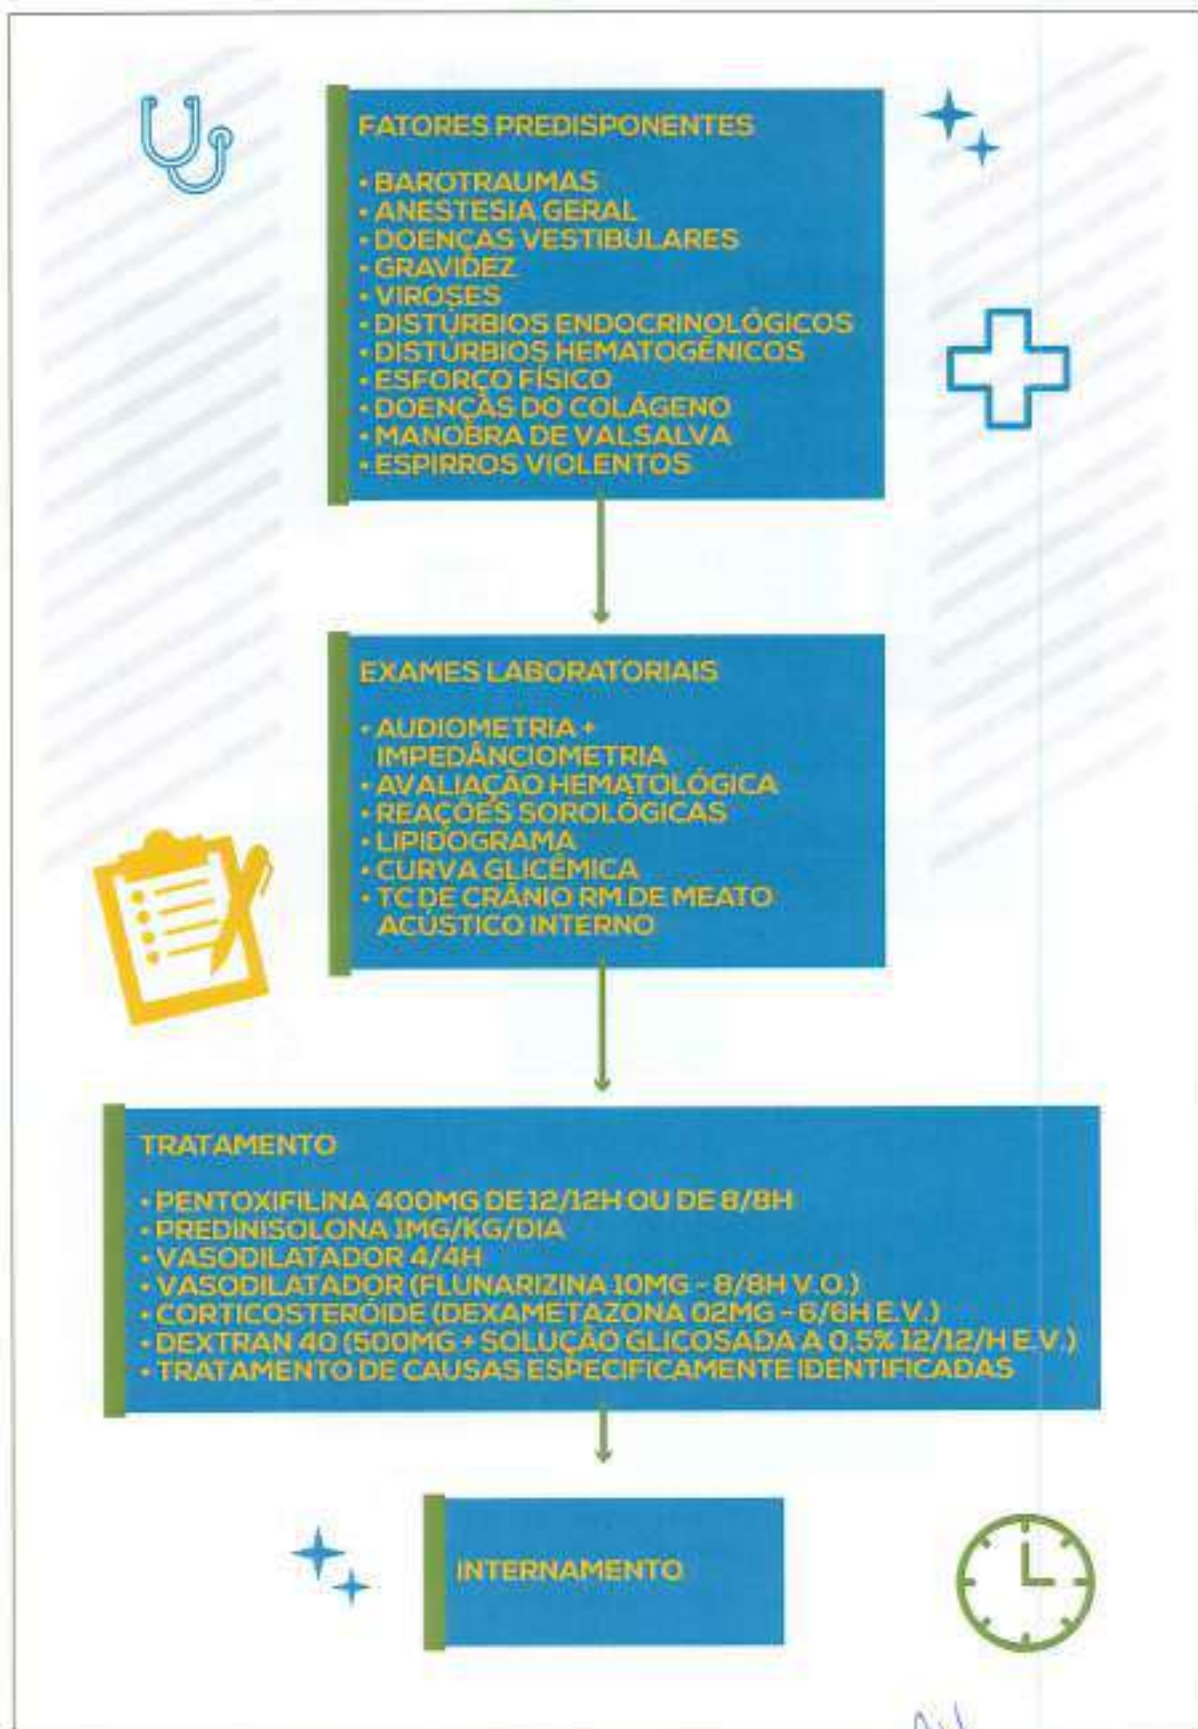 FATORES PREDISPONENTES
• BAROTRAUMAS
• ANESTESIA GERAL
• DOENÇAS VESTIBULARES
• GRAVIDEZ
• VIROSES
• DISTÚRBIOS ENDOCRINOLÓGICOS
• DISTÚRBIOS HEMATOGÊNICOS
• ESFORÇO FÍSICO
• DOENÇAS DO COLÁGENO
• MANOBRA DE VALSALVA
• ESPIRROS VIOLENTOS
EXAMES LABORATORIAIS
• AUDIOMETRIA +
IMPEDÂNCIOMETRIA
• AVALIAÇÃO HEMATOLÓGICA
• REAÇÕES SOROLÓGICAS
• LIPIDOGRAMA
• CURVA GLICÊMICA
• TC DE CRÂNIO RM DE MEATO
ACÚSTICO INTERNO
TRATAMENTO
• PENTOXIFILINA 400MG DE 12/12H OU DE 8/8H
• PREDINISOLONA 1MG/KG/DIA
• VASODILATADOR 4/4H
• VASODILATADOR (FLUNARIZINA 10MG - 8/8H V.O.)
• CORTICOSTERÓIDE (DEXAMETAZONA 02MG - 6/6H E.V.)
• DEXTRAN 40 (500MG + SOLUÇÃO GLICOSADA A 0,5% 12/12/H E.V.)
• TRATAMENTO DE CAUSAS ESPECIFICAMENTE IDENTIFICADAS
INTERNAMENTO